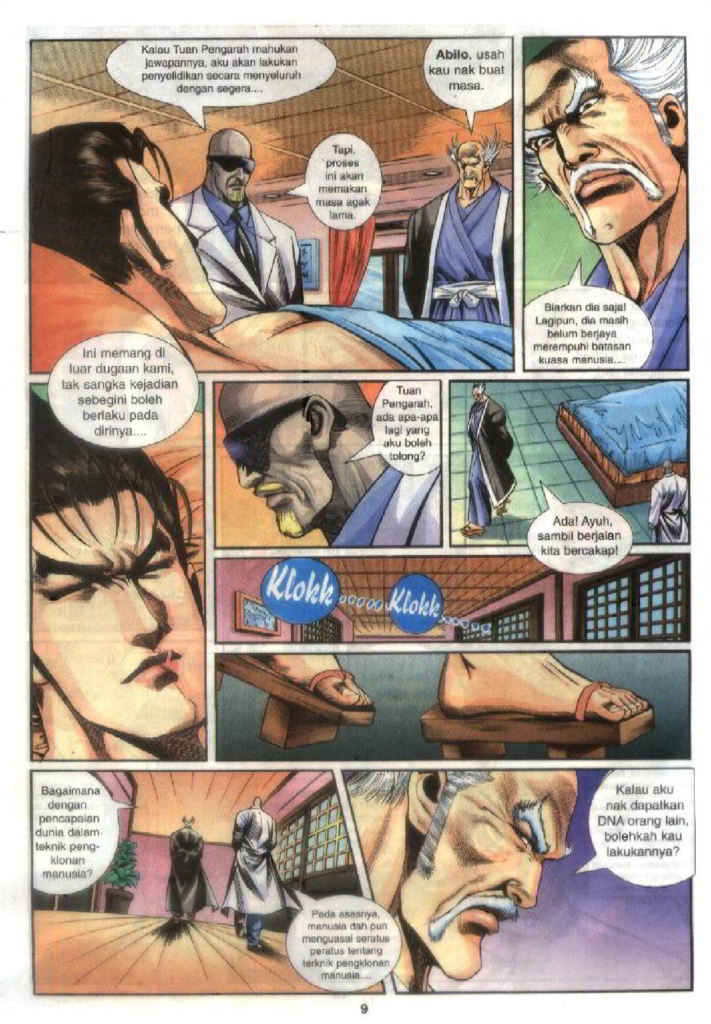 Kalau Tuan Pengarah mahukan
jawapannya, aku akan lakukan
penyelidikan secara menyeluruh
dengan segera....
Tapi,
proses
ini akan
memakan
masa agak
lama.
Abilo, usah
kau nak buat
masa.
Biarkan dia saja!
Lagipun, dia masih
belum berjaya
merempuhi batasan
kuasa manusia....
Ini memang di
luar dugaan kami,
tak sangka kejadian
sebegini boleh
berlaku pada
dirinya....
Tuan
Pengarah,
ada apa-apa
lagi yang
aku boleh
tolong?
Ada! Ayuh,
sambil berjalan
kita bercakap!
Klokk
Klokk
Bagaimana
dengan
pencapaian
dunia dalam
teknik peng-
klonan
manusia?
Pada asasnya,
manusia dah pun
menguasai seratus
peratus tentang
terknik pengklonan
manusia....
Kalau aku
nak dapatkan
DNA orang lain,
bolehkah kau
lakukannya?
9